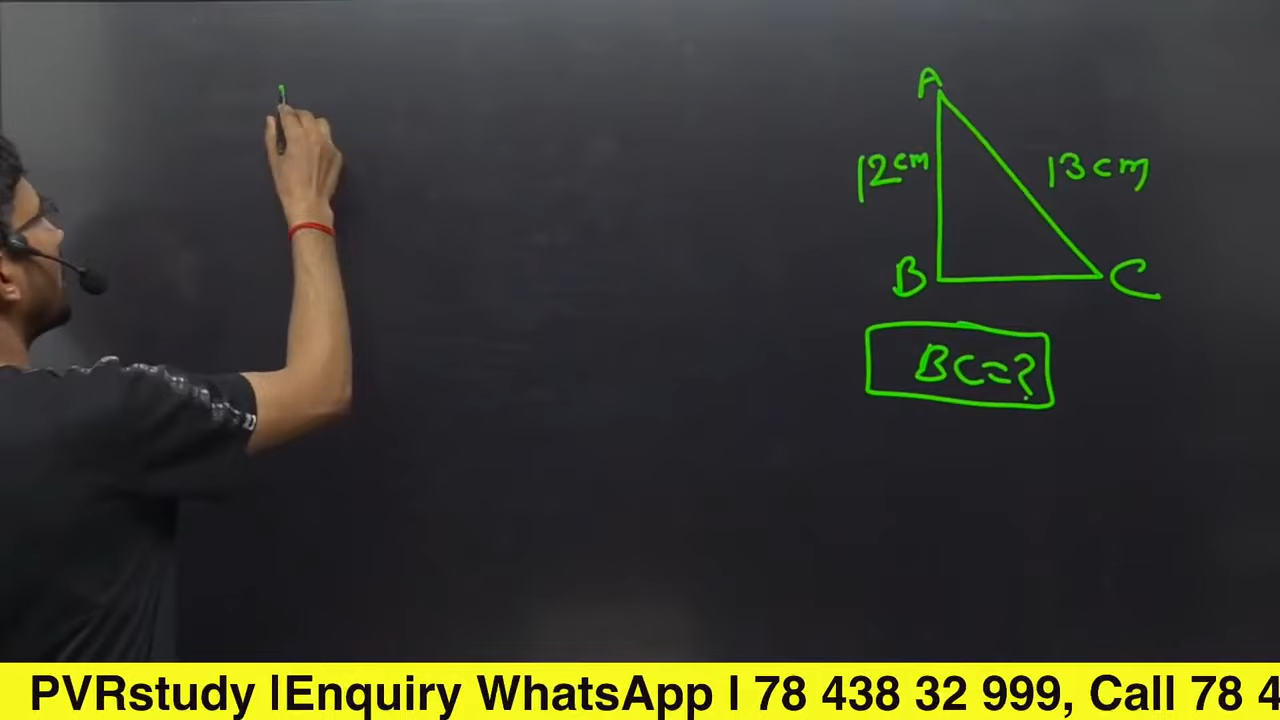 A
12cm
13cm
B
C
BC=?
PVRstudy |Enquiry WhatsApp I 78 438 32 999, Call 78 4